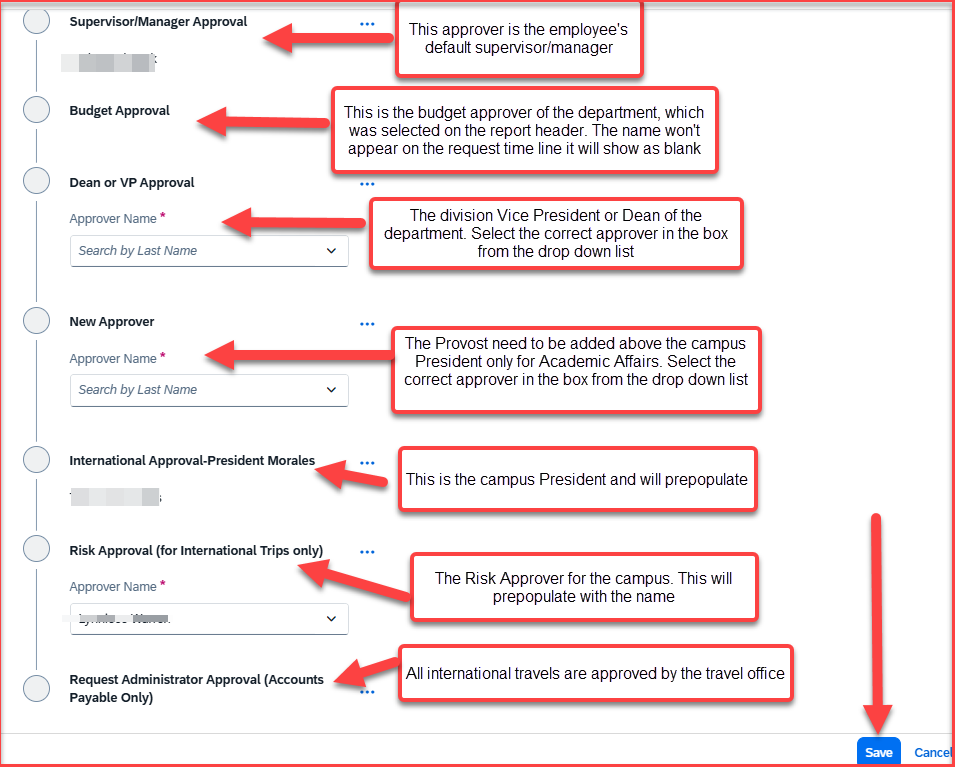 Supervisor/Manager Approval
This approver is the employee's
default supervisor/manager
Budget Approval
This is the budget approver of the department, which
was selected on the report header. The name won't
appear on the request time line it will show as blank
Dean or VP Approval
Approver Name *
Search by Last Name
The division Vice President or Dean of the
department. Select the correct approver in the box
from the drop down list
New Approver
Approver Name *
Search by Last Name
The Provost need to be added above the campus
President only for Academic Affairs. Select the
correct approver in the box from the drop down list
International Approval-President Morales
This is the campus President and will prepopulate
Risk Approval (for International Trips only)
Approver Name *
The Risk Approver for the campus. This will
prepopulate with the name
Request Administrator Approval (Accounts
Payable Only)
All international travels are approved by the travel office
Save
Cancel